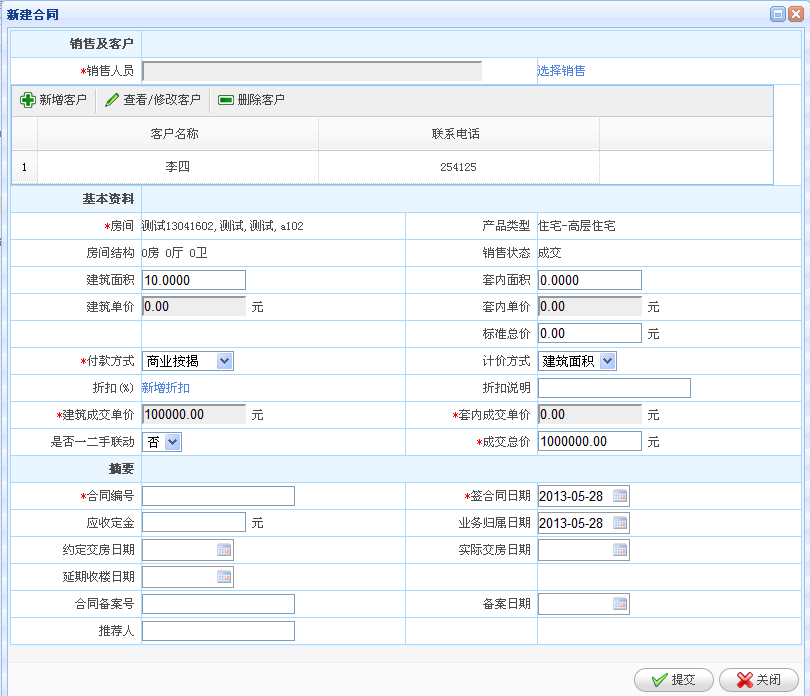 新建合同
销售及客户
*销售人员 选择销售
新增客户 查看/修改客户 删除客户
客户名称 联系电话
1 李四 254125
基本资料
*房间 测试13041602,测试,测试,a102 产品类型 住宅-高层住宅
房间结构 0房 0厅 0卫 销售状态 成交
建筑面积 10.0000 套内面积 0.0000
建筑单价 0.00 元 套内单价 0.00 元
标准总价 0.00 元
*付款方式 商业按揭 计价方式 建筑面积
折扣(%) 新增折扣 折扣说明
*建筑成交单价 100000.00 元 *套内成交单价 0.00 元
是否一二手联动 否 *成交总价 1000000.00 元
摘要
*合同编号 *签合同日期 2013-05-28
应收定金 元 业务归属日期 2013-05-28
约定交房日期 实际交房日期
延期收楼日期
合同备案号 备案日期
推荐人
提交 关闭